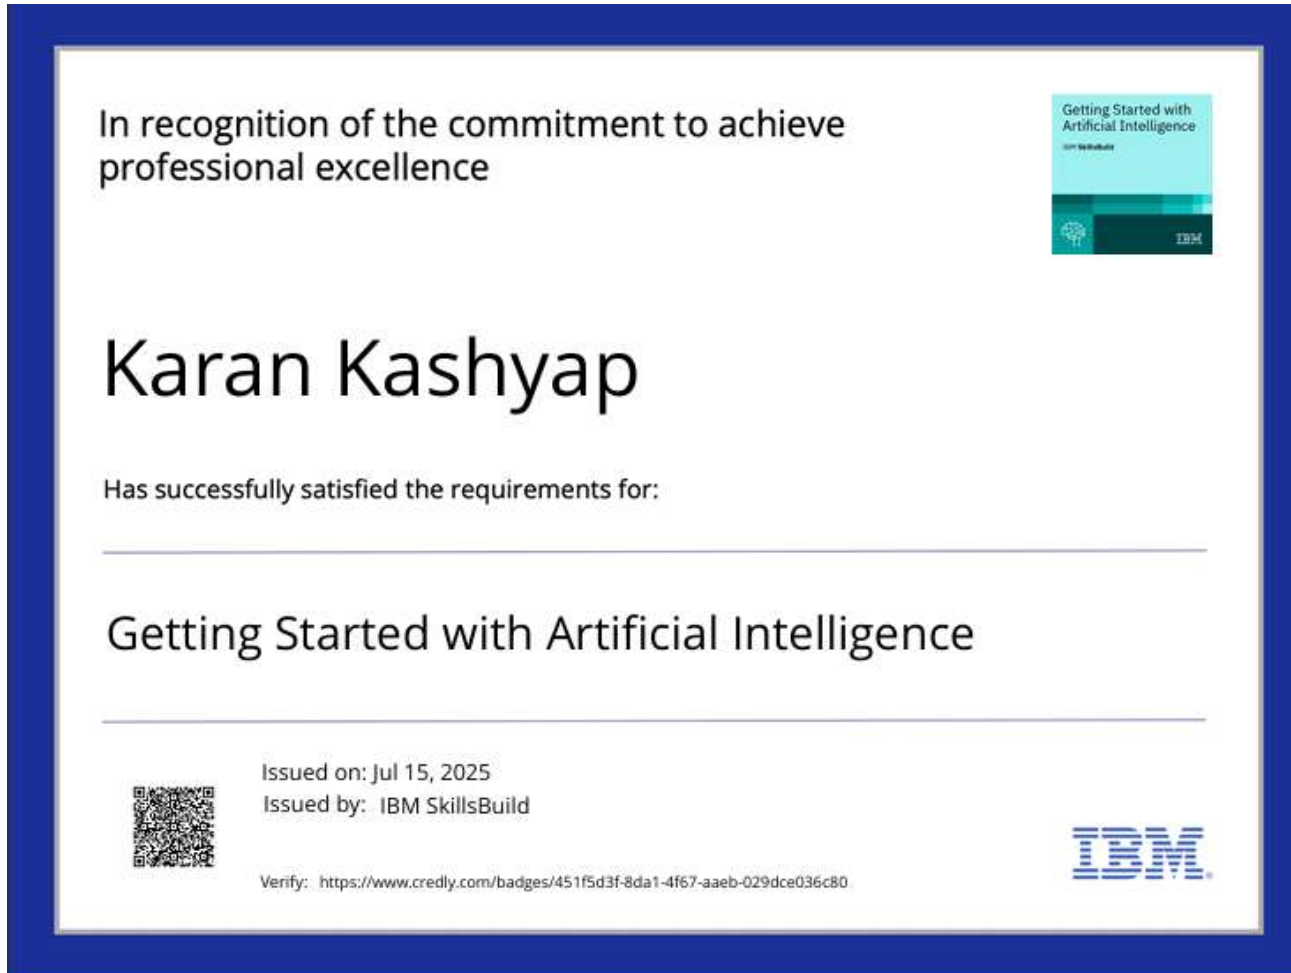 In recognition of the commitment to achieve
professional excellence
Getting Started with
Artificial Intelligence
IBM SkillsBuild
IBM
Karan Kashyap
Has successfully satisfied the requirements for:
Getting Started with Artificial Intelligence
Issued on: Jul 15, 2025
Issued by: IBM SkillsBuild
Verify: https://www.credly.com/badges/451f5d3f-8da1-4f67-aaeb-029dce036c80
IBM®